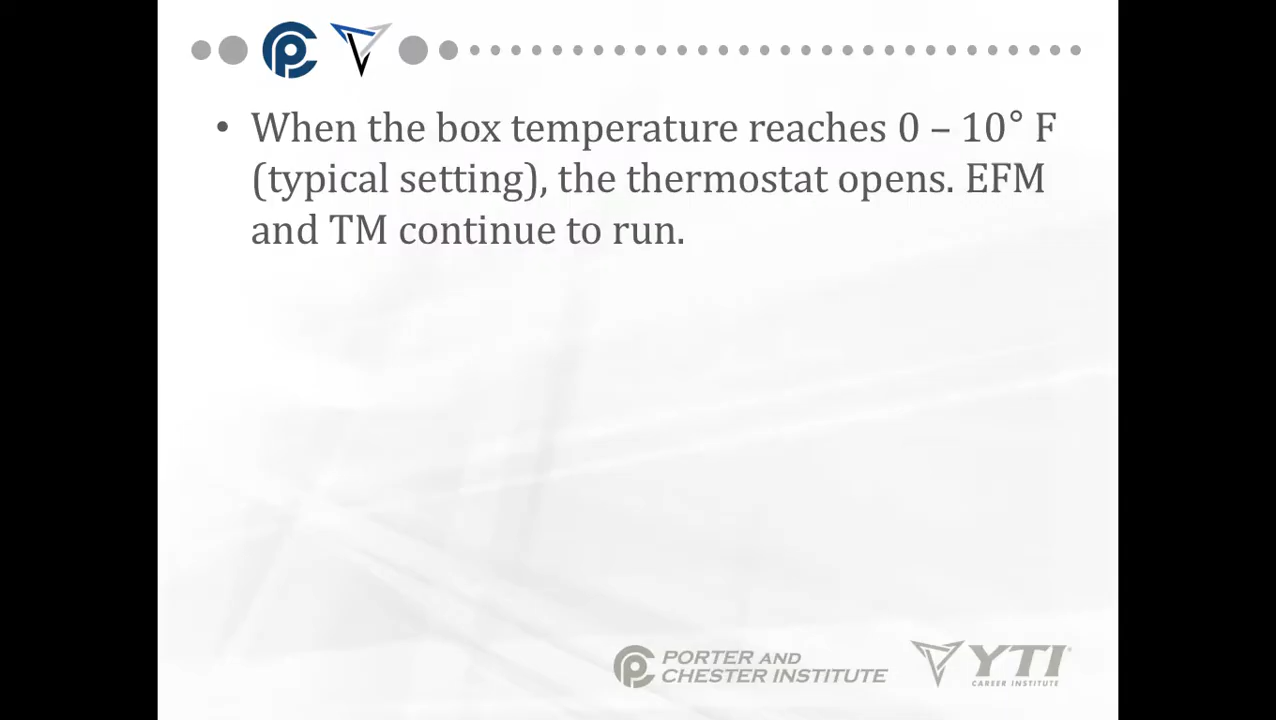 • When the box temperature reaches 0 – 10° F
(typical setting), the thermostat opens. EFM
and TM continue to run.
PORTER AND
CHESTER INSTITUTE
YTI
CAREER INSTITUTE